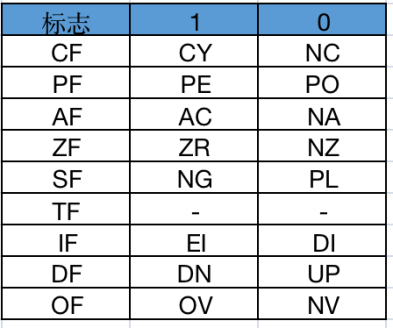 标志 1 0
CF CY NC
PF PE PO
AF AC NA
ZF ZR NZ
SF NG PL
TF - -
IF EI DI
DF DN UP
OF OV NV